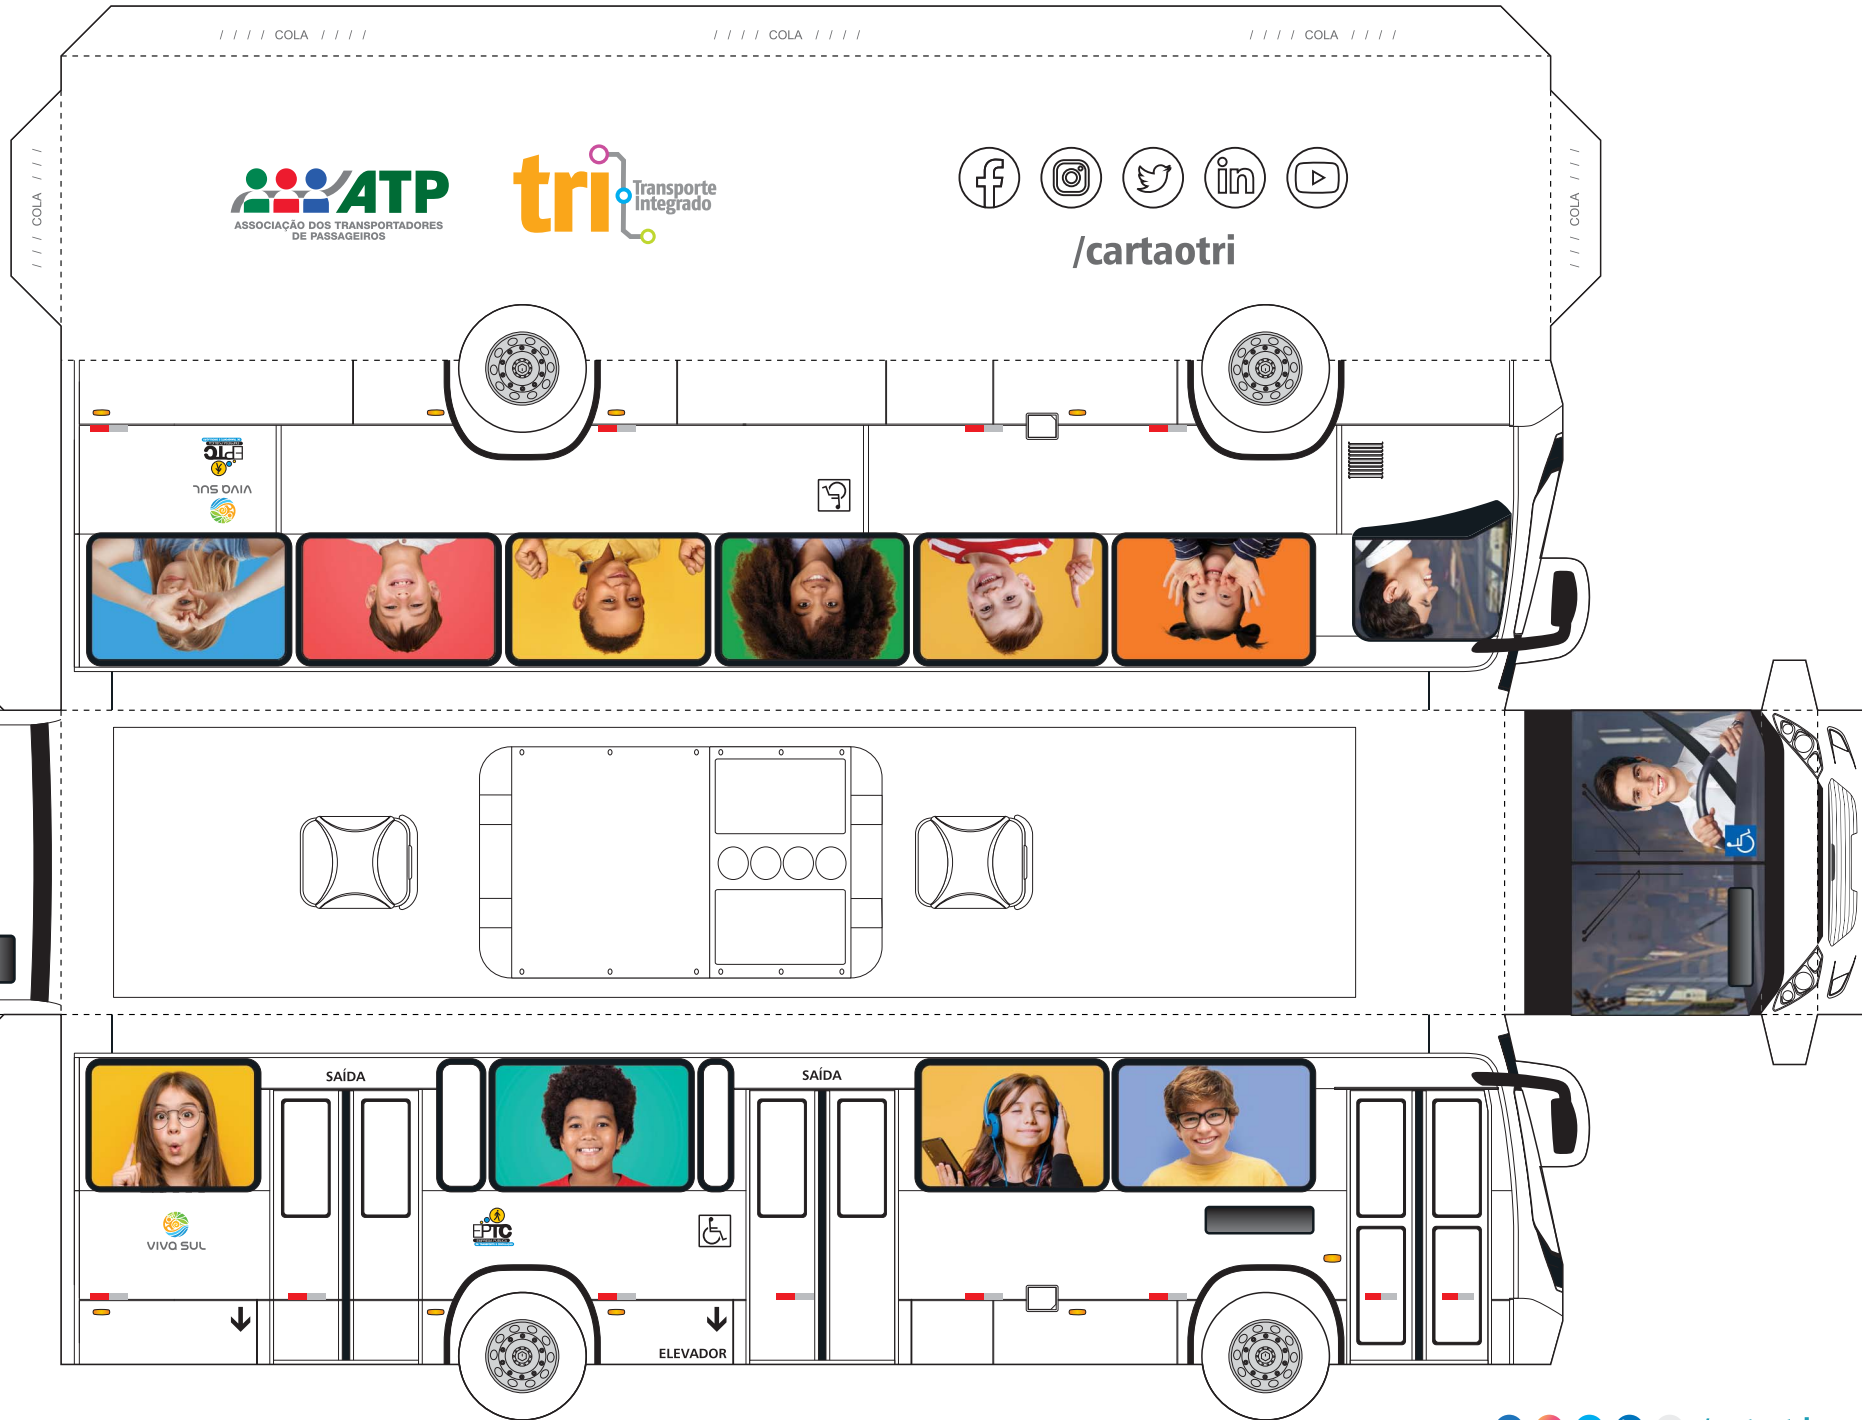 / / / / COLA / / / /
/ / / / COLA / / / /
/ / / / COLA / / / /
/ / / COLA / / /
/ / / COLA / / /
ATP
ASSOCIAÇÃO DOS TRANSPORTADORES
DE PASSAGEIROS
tri
Transporte
Integrado
in
/cartaotri
EPTC
VIVA SUL
SAÍDA
SAÍDA
VIVA SUL
EPTC
ELEVADOR